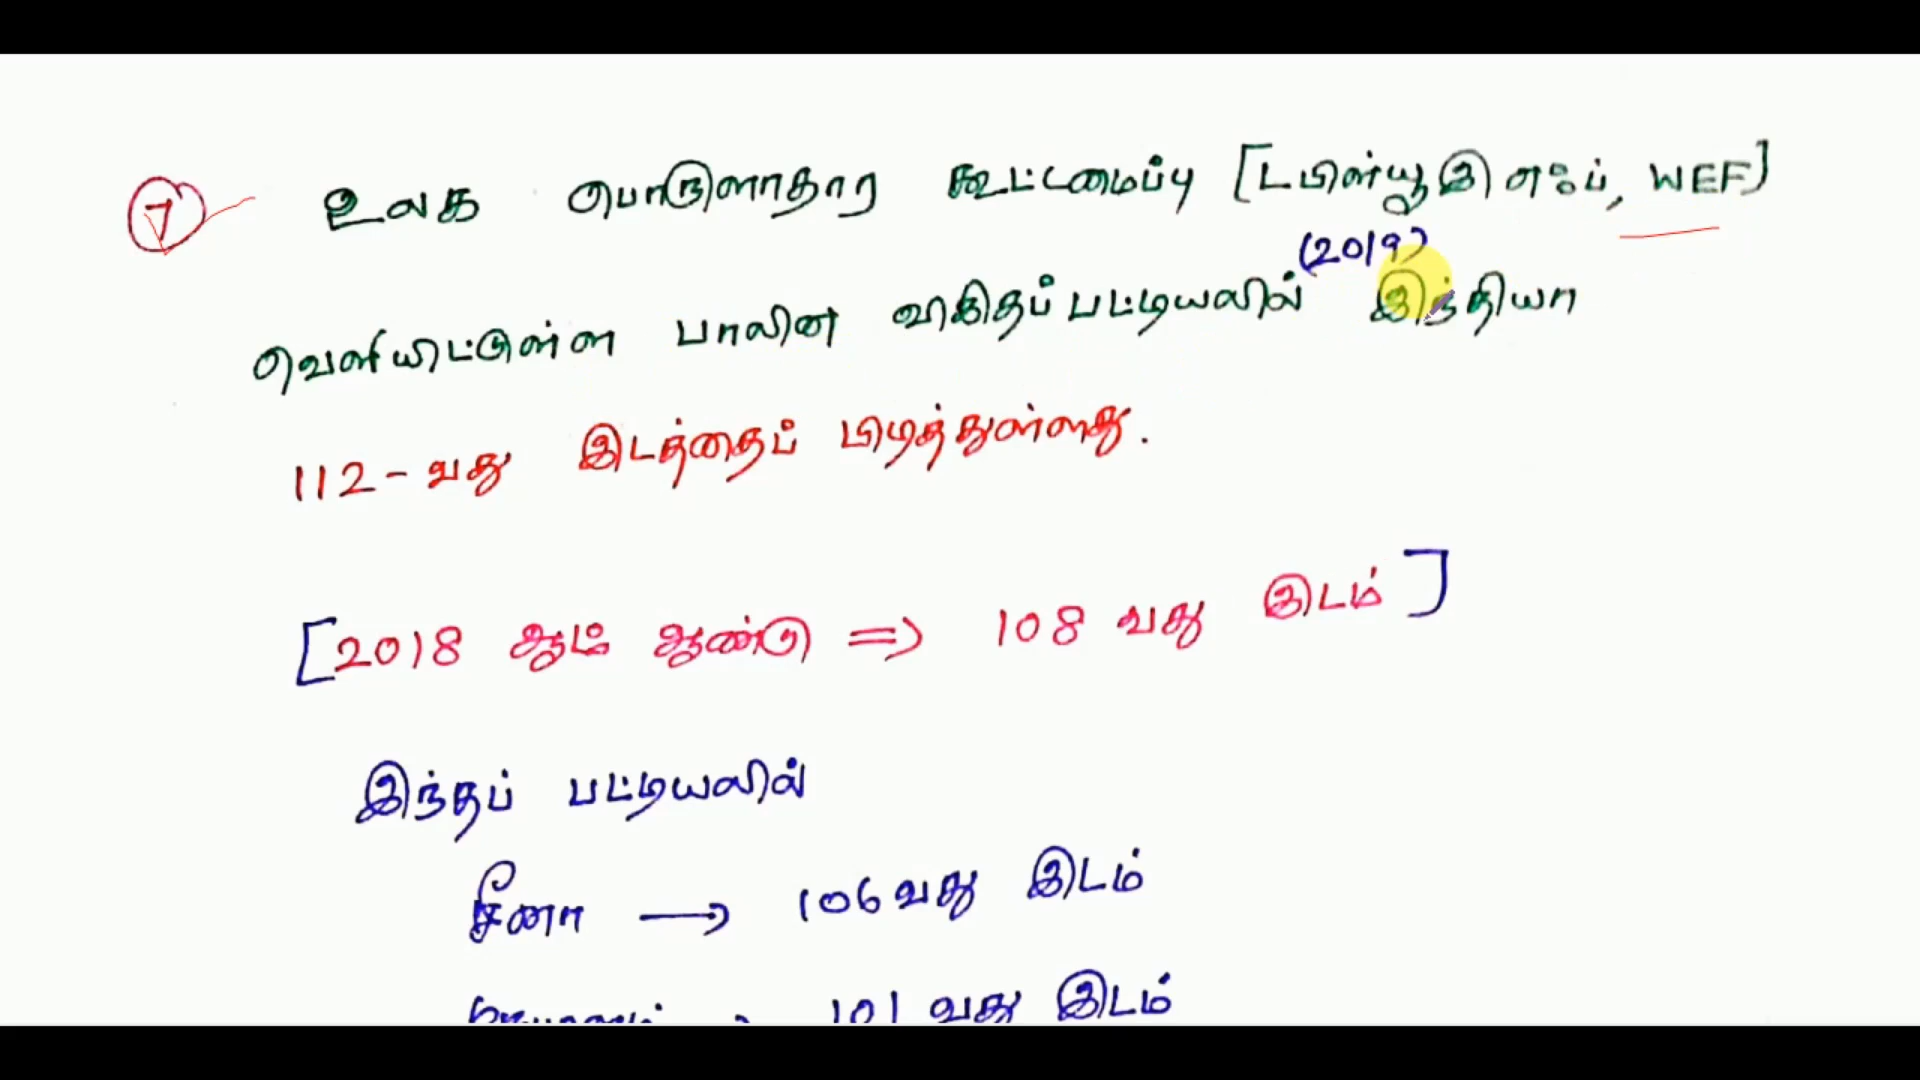 7 உலக பொருளாதார கூட்டமைப்பு [டபிள்யூ இ எஃப், WEF]
(2019)
வெளியிட்டுள்ள பாலின விகிதப் பட்டியலில் இந்தியா
112-வது இடத்தைப் பிடித்துள்ளது.
[2018 ஆம் ஆண்டு => 108 வது இடம்]
இந்தப் பட்டியலில்
சீனா → 106 வது இடம்
101 வது இடம்